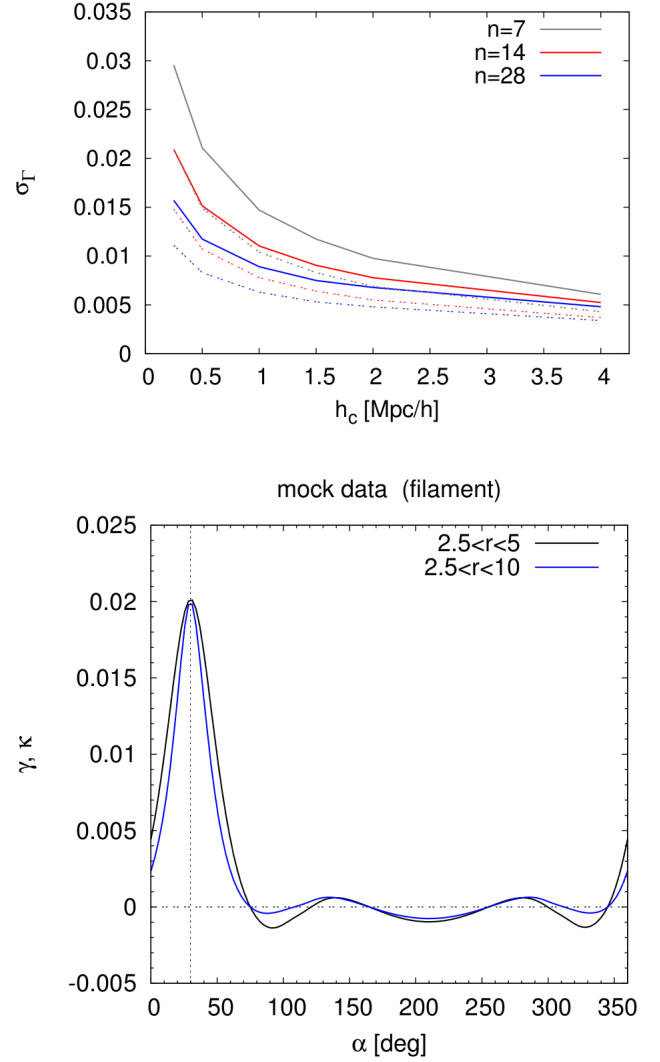 0.035
0.03
0.025
0.02
0.015
0.01
0.005
0
n=7
n=14
n=28
σΓ
0 0.5 1 1.5 2 2.5 3 3.5 4
hc [Mpc/h]
mock data (filament)
0.025
0.02
0.015
0.01
0.005
0
-0.005
2.5<r<5
2.5<r<10
γ, κ
0 50 100 150 200 250 300 350
α [deg]